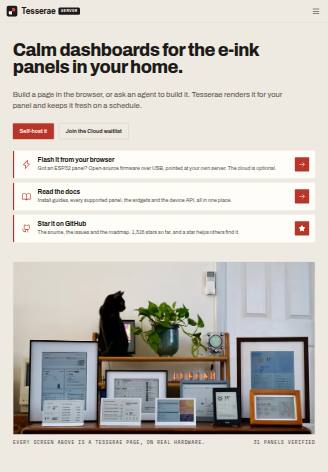 Tesserae SERVER
Calm dashboards for the e-ink
panels in your home.
Build a page in the browser, or ask an agent to build it. Tesserae renders it for your
panel and keeps it fresh on a schedule.
Self-host it
Join the Cloud waitlist
Flash it from your browser
Got an ESP32 panel? Open-source firmware over USB, pointed at your own server. The cloud is optional.
Read the docs
Install guides, every supported panel, the widgets and the device API, all in one place.
Star it on GitHub
The source, the issues and the roadmap. 1,516 stars so far, and a star helps others find it.
EVERY SCREEN ABOVE IS A TESSERAE PAGE, ON REAL HARDWARE.
31 PANELS VERIFIED